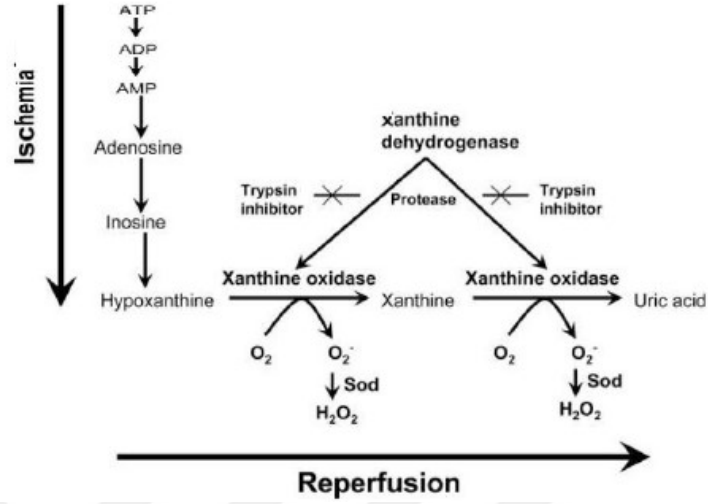 ATP
ADP
AMP
Adenosine
Inosine
Hypoxanthine
Ischemia
xanthine
dehydrogenase
Trypsin
inhibitor
Protease
Trypsin
inhibitor
Xanthine oxidase
Xanthine oxidase
Xanthine
Uric acid
O₂
O₂⁻
O₂
O₂⁻
Sod
Sod
H₂O₂
H₂O₂
Reperfusion